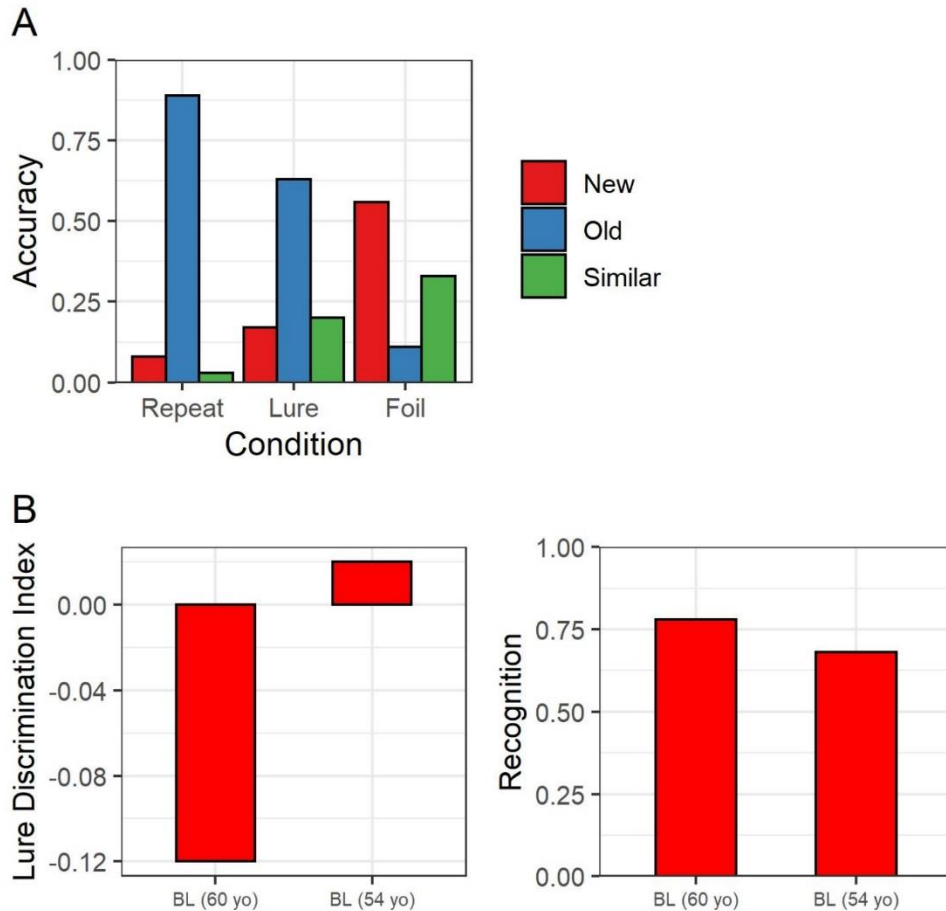 A
1.00
0.75
0.50
0.25
0.00
Accuracy
Repeat Lure Foil
Condition
New
Old
Similar
B
0.00
-0.04
-0.08
-0.12
Lure Discrimination Index
BL (60 yo) BL (54 yo)
1.00
0.75
0.50
0.25
0.00
Recognition
BL (60 yo) BL (54 yo)